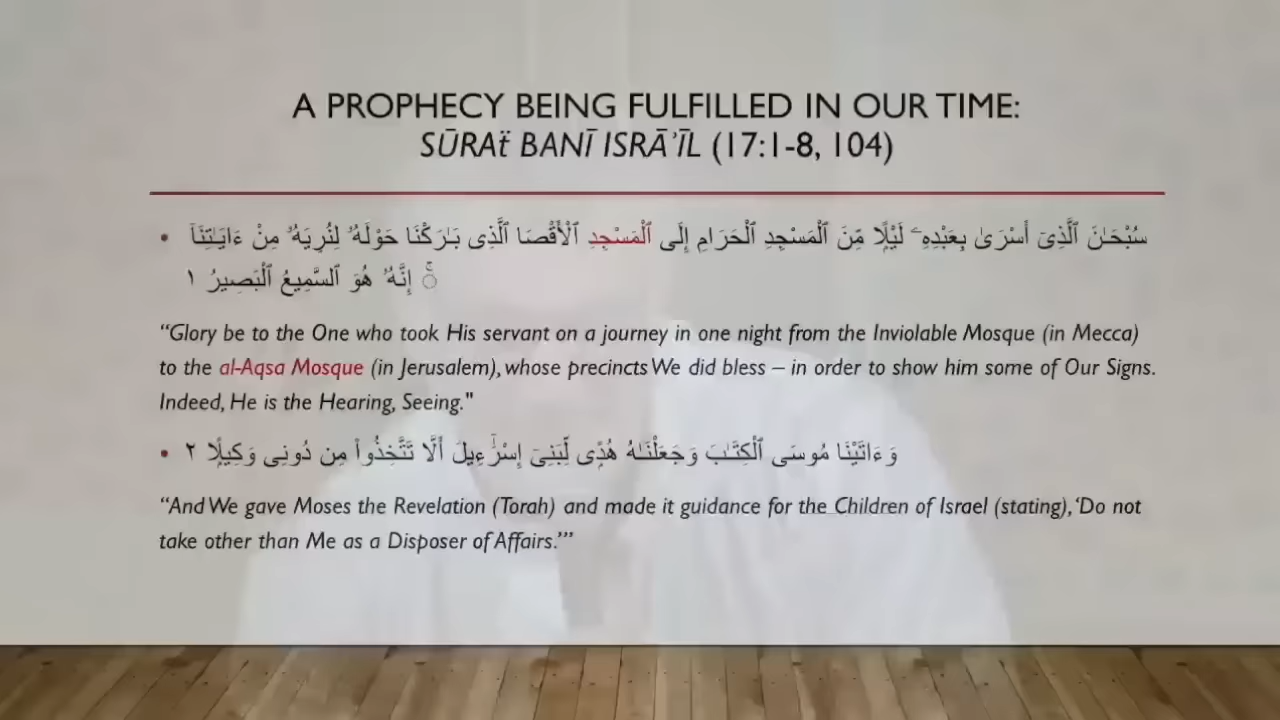 A PROPHECY BEING FULFILLED IN OUR TIME:
SŪRAẗ BANĪ ISRĀ’ĪL (17:1-8, 104)
• سُبْحَـٰنَ ٱلَّذِىٓ أَسْرَىٰ بِعَبْدِهِۦ لَيْلًا مِّنَ ٱلْمَسْجِدِ ٱلْحَرَامِ إِلَى ٱلْمَسْجِدِ ٱلْأَقْصَا ٱلَّذِى بَـٰرَكْنَا حَوْلَهُۥ لِنُرِيَهُۥ مِنْ ءَايَـٰتِنَآ
ۚ إِنَّهُۥ هُوَ ٱلسَّمِيعُ ٱلْبَصِيرُ ١
“Glory be to the One who took His servant on a journey in one night from the Inviolable Mosque (in Mecca)
to the al-Aqsa Mosque (in Jerusalem), whose precincts We did bless – in order to show him some of Our Signs.
Indeed, He is the Hearing, Seeing."
• وَءَاتَيْنَا مُوسَى ٱلْكِتَـٰبَ وَجَعَلْنَـٰهُ هُدًى لِّبَنِىٓ إِسْرَٰٓءِيلَ أَلَّا تَتَّخِذُوا۟ مِن دُونِى وَكِيلًا ٢
“And We gave Moses the Revelation (Torah) and made it guidance for the Children of Israel (stating), ‘Do not
take other than Me as a Disposer of Affairs.’”